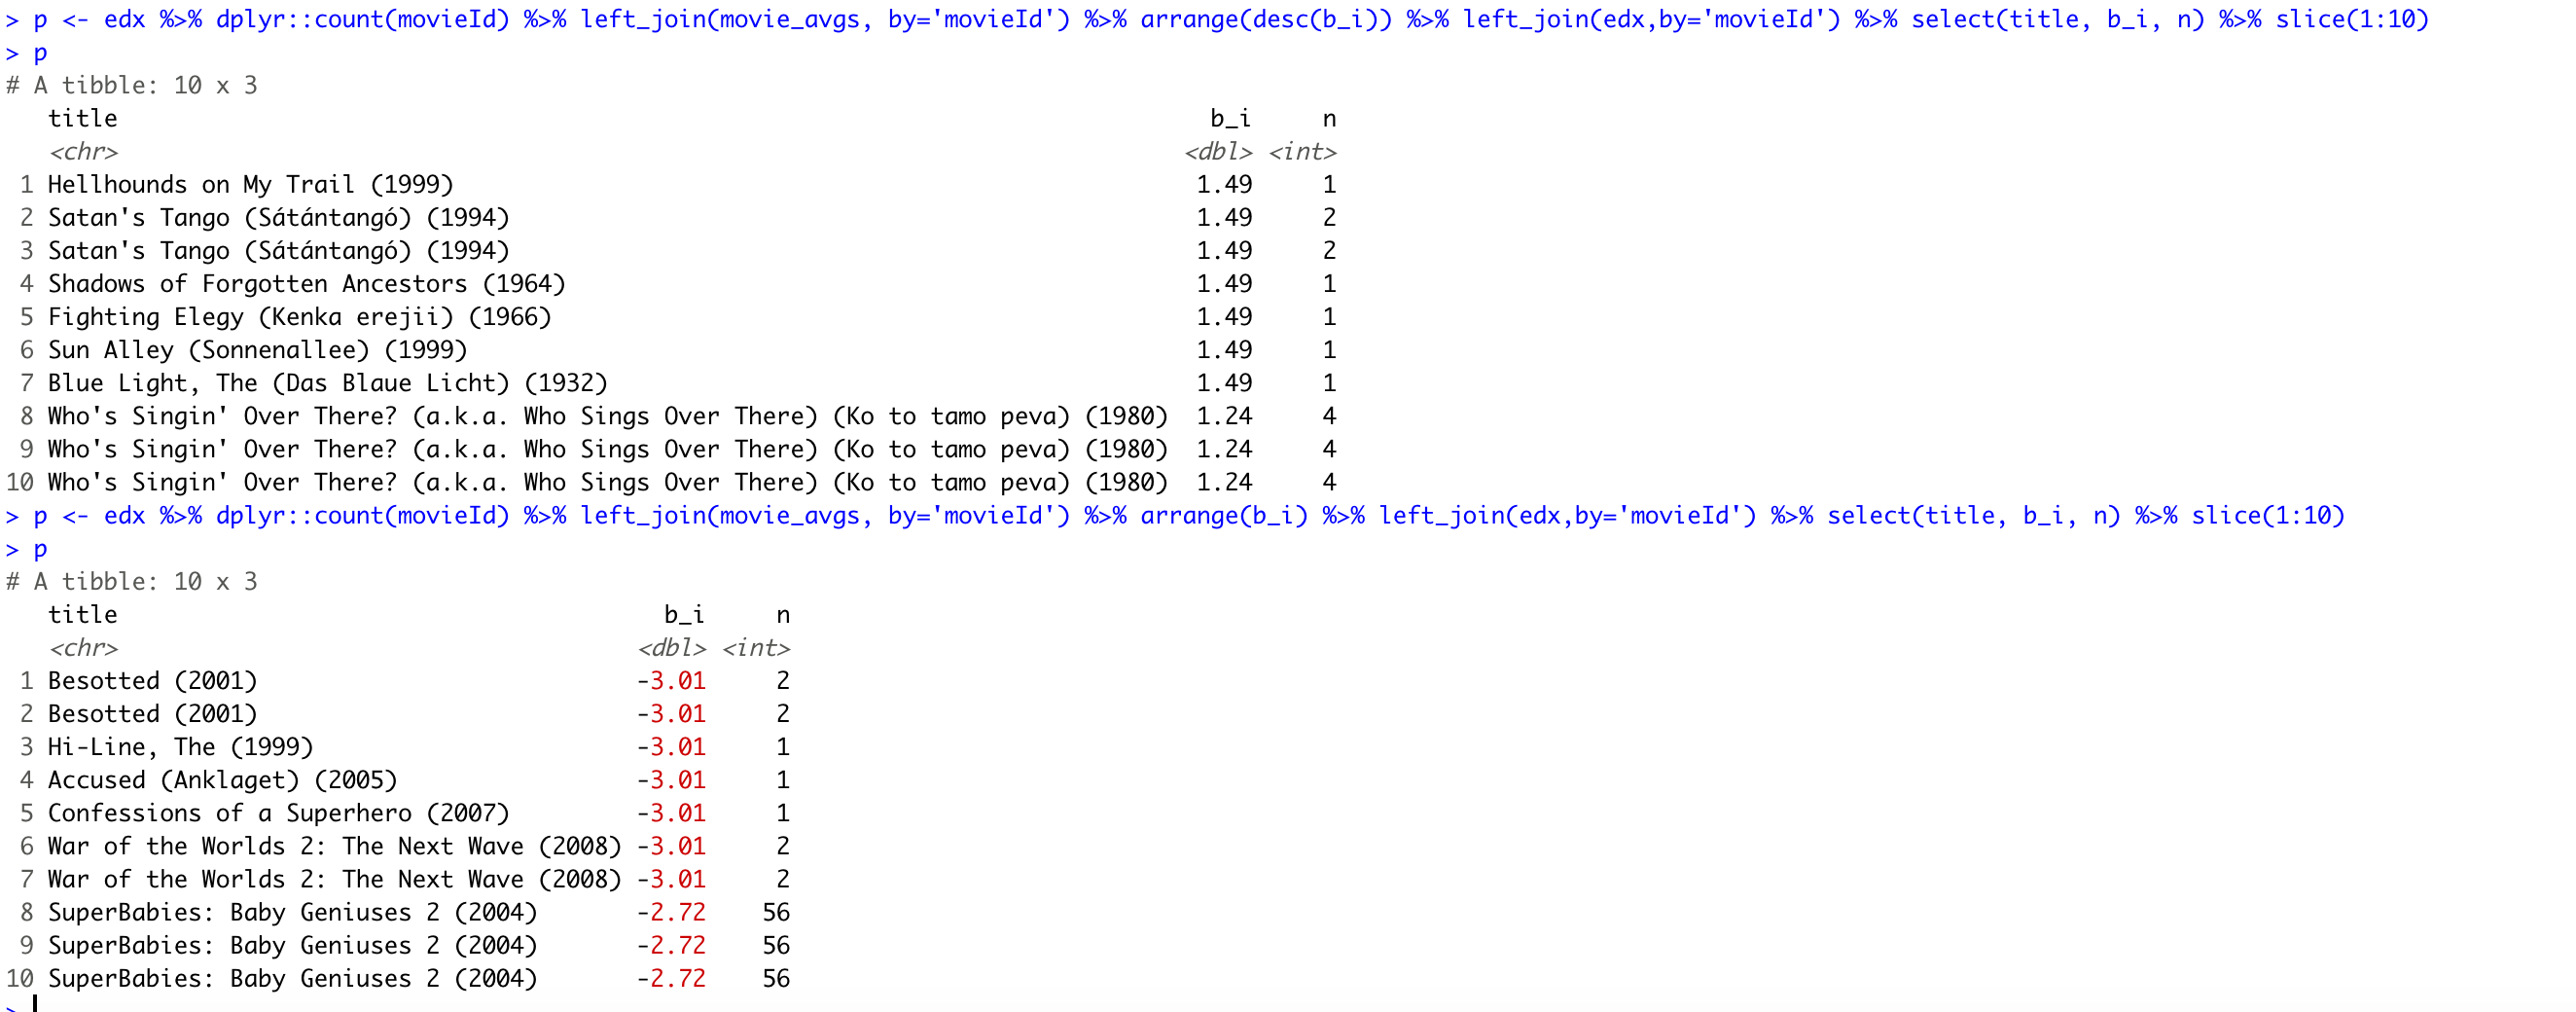 > p <- edx %>% dplyr::count(movieId) %>% left_join(movie_avgs, by='movieId') %>% arrange(desc(b_i)) %>% left_join(edx,by='movieId') %>% select(title, b_i, n) %>% slice(1:10)
> p
# A tibble: 10 x 3
   title                                                                            b_i     n
   <chr>                                                                          <dbl> <int>
 1 Hellhounds on My Trail (1999)                                                   1.49     1
 2 Satan's Tango (Sátántangó) (1994)                                               1.49     2
 3 Satan's Tango (Sátántangó) (1994)                                               1.49     2
 4 Shadows of Forgotten Ancestors (1964)                                           1.49     1
 5 Fighting Elegy (Kenka erejii) (1966)                                            1.49     1
 6 Sun Alley (Sonnenallee) (1999)                                                  1.49     1
 7 Blue Light, The (Das Blaue Licht) (1932)                                        1.49     1
 8 Who's Singin' Over There? (a.k.a. Who Sings Over There) (Ko to tamo peva) (1980)  1.24     4
 9 Who's Singin' Over There? (a.k.a. Who Sings Over There) (Ko to tamo peva) (1980)  1.24     4
10 Who's Singin' Over There? (a.k.a. Who Sings Over There) (Ko to tamo peva) (1980)  1.24     4
> p <- edx %>% dplyr::count(movieId) %>% left_join(movie_avgs, by='movieId') %>% arrange(b_i) %>% left_join(edx,by='movieId') %>% select(title, b_i, n) %>% slice(1:10)
> p
# A tibble: 10 x 3
   title                                       b_i     n
   <chr>                                     <dbl> <int>
 1 Besotted (2001)                           -3.01     2
 2 Besotted (2001)                           -3.01     2
 3 Hi-Line, The (1999)                       -3.01     1
 4 Accused (Anklaget) (2005)                 -3.01     1
 5 Confessions of a Superhero (2007)         -3.01     1
 6 War of the Worlds 2: The Next Wave (2008) -3.01     2
 7 War of the Worlds 2: The Next Wave (2008) -3.01     2
 8 SuperBabies: Baby Geniuses 2 (2004)       -2.72    56
 9 SuperBabies: Baby Geniuses 2 (2004)       -2.72    56
10 SuperBabies: Baby Geniuses 2 (2004)       -2.72    56
>